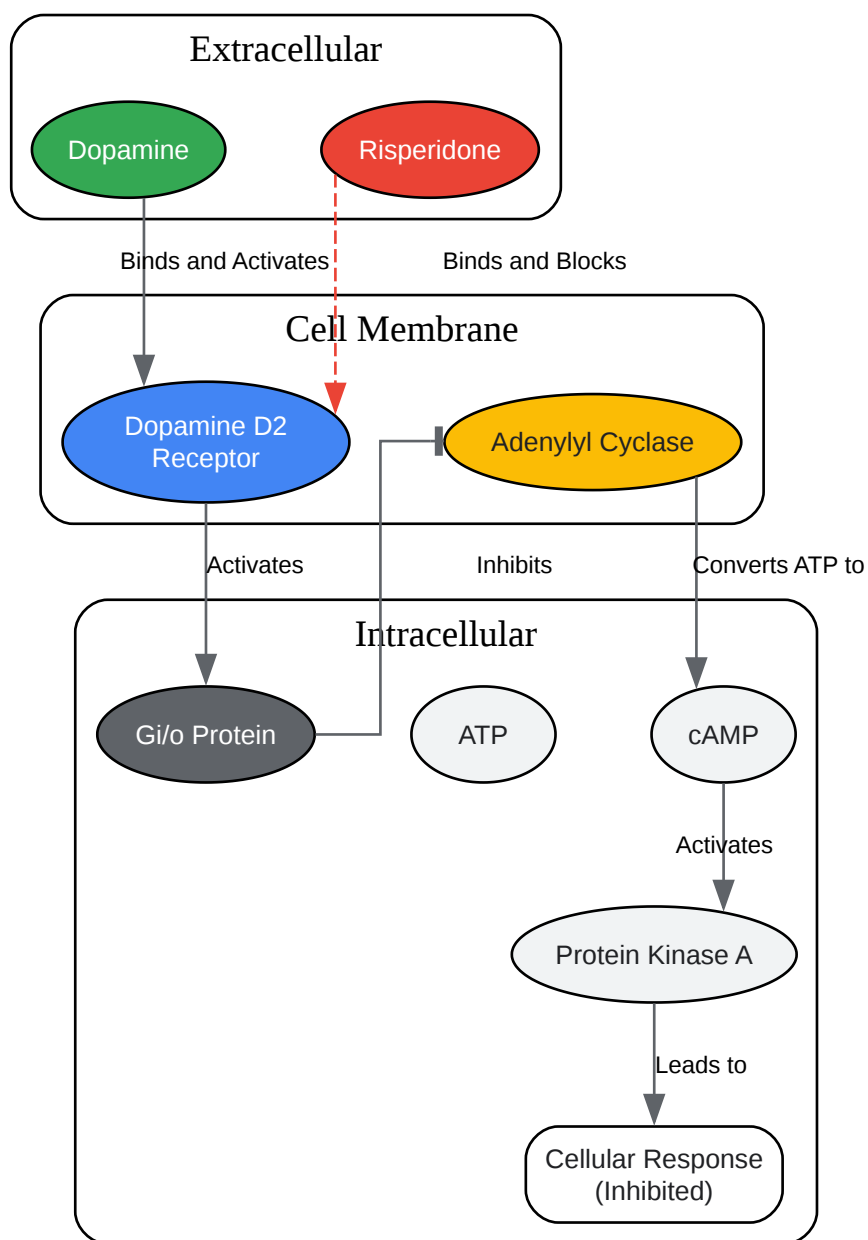 Extracellular
Dopamine
Risperidone
Binds and Activates
Binds and Blocks
Cell Membrane
Dopamine D2
Receptor
Adenylyl Cyclase
Activates
Inhibits
Converts ATP to
Intracellular
Gi/o Protein
ATP
cAMP
Activates
Protein Kinase A
Leads to
Cellular Response
(Inhibited)